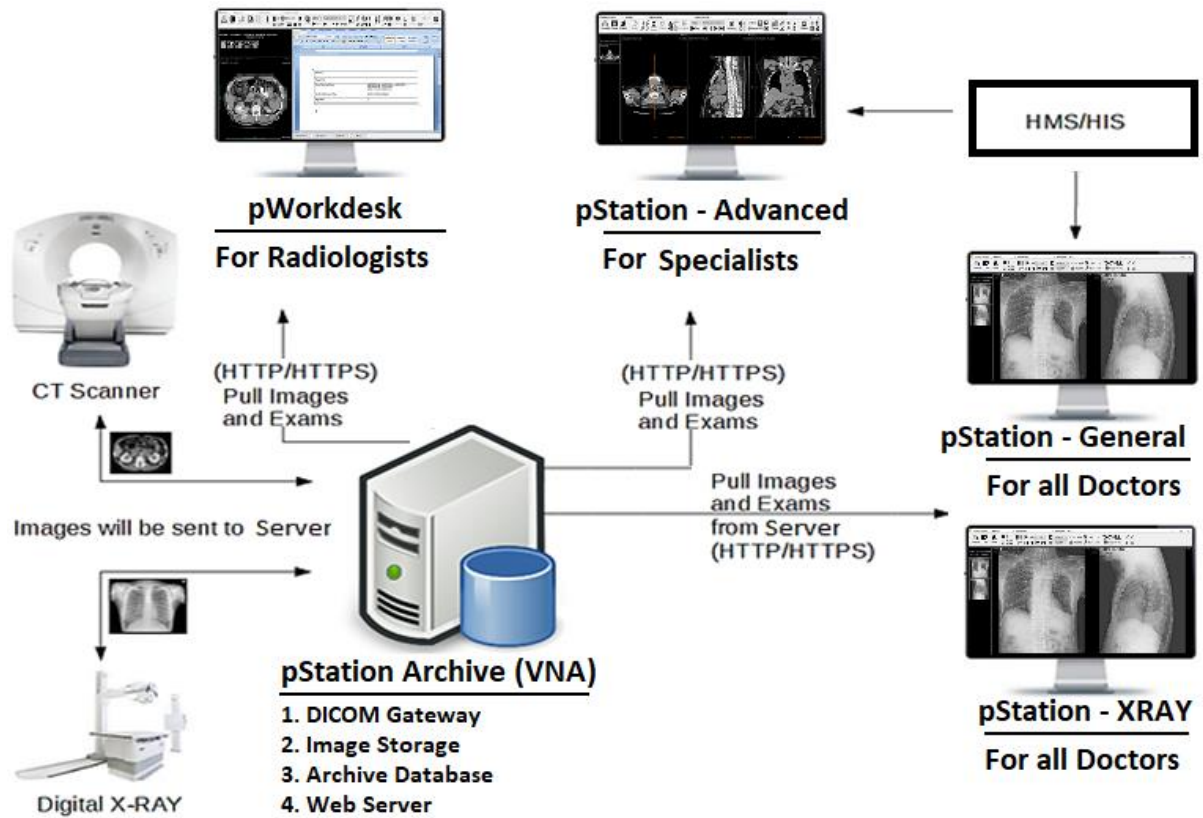 pWorkdesk
For Radiologists
pStation - Advanced
For Specialists
HMS/HIS
CT Scanner
(HTTP/HTTPS)
Pull Images
and Exams
(HTTP/HTTPS)
Pull Images
and Exams
pStation - General
For all Doctors
Images will be sent to Server
Pull Images
and Exams
from Server
(HTTP/HTTPS)
pStation Archive (VNA)
1. DICOM Gateway
2. Image Storage
3. Archive Database
4. Web Server
Digital X-RAY
pStation - XRAY
For all Doctors